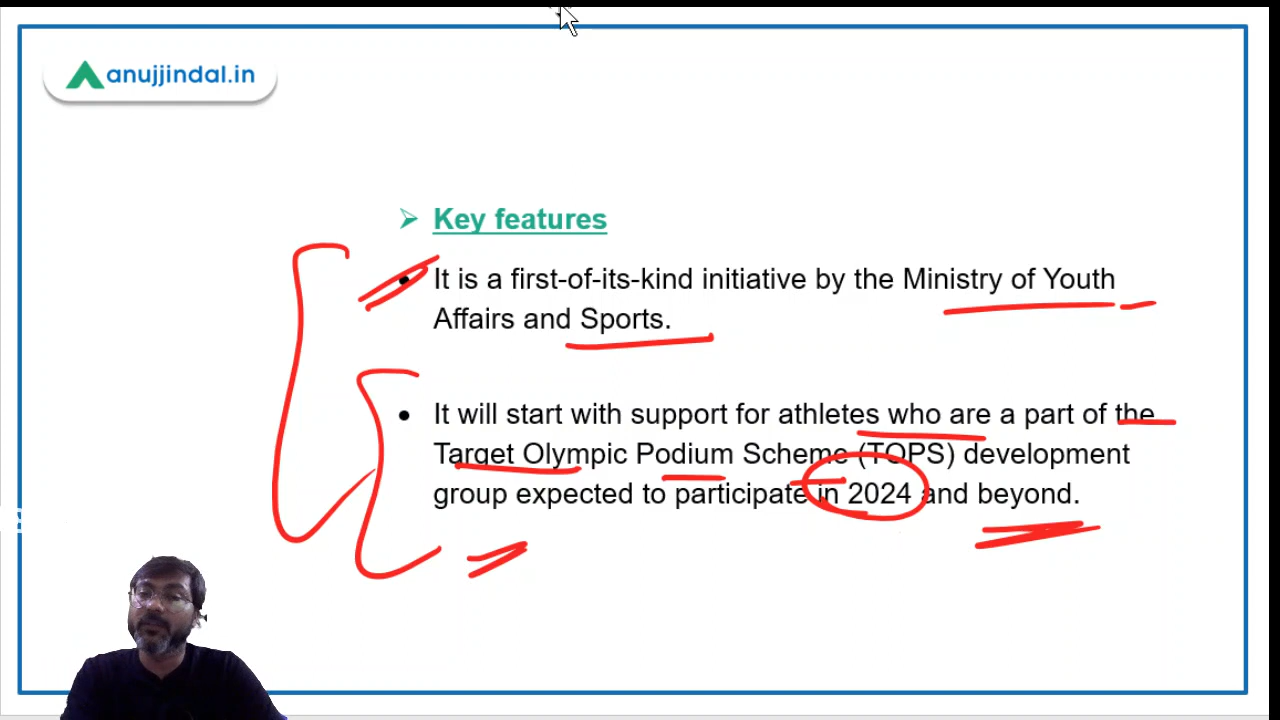 anujjindal.in
➢ Key features
• It is a first-of-its-kind initiative by the Ministry of Youth
Affairs and Sports.
• It will start with support for athletes who are a part of the
Target Olympic Podium Scheme (TOPS) development
group expected to participate in 2024 and beyond.